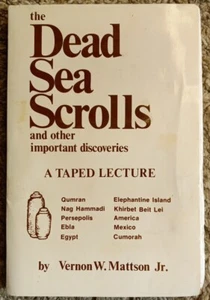 the
Dead
Sea
Scrolls
and other
important discoveries
A TAPED LECTURE
Qumran
Nag Hammadi
Persepolis
Ebla
Egypt
Elephantine Island
Khirbet Beit Lei
America
Mexico
Cumorah
by Vernon W. Mattson Jr.